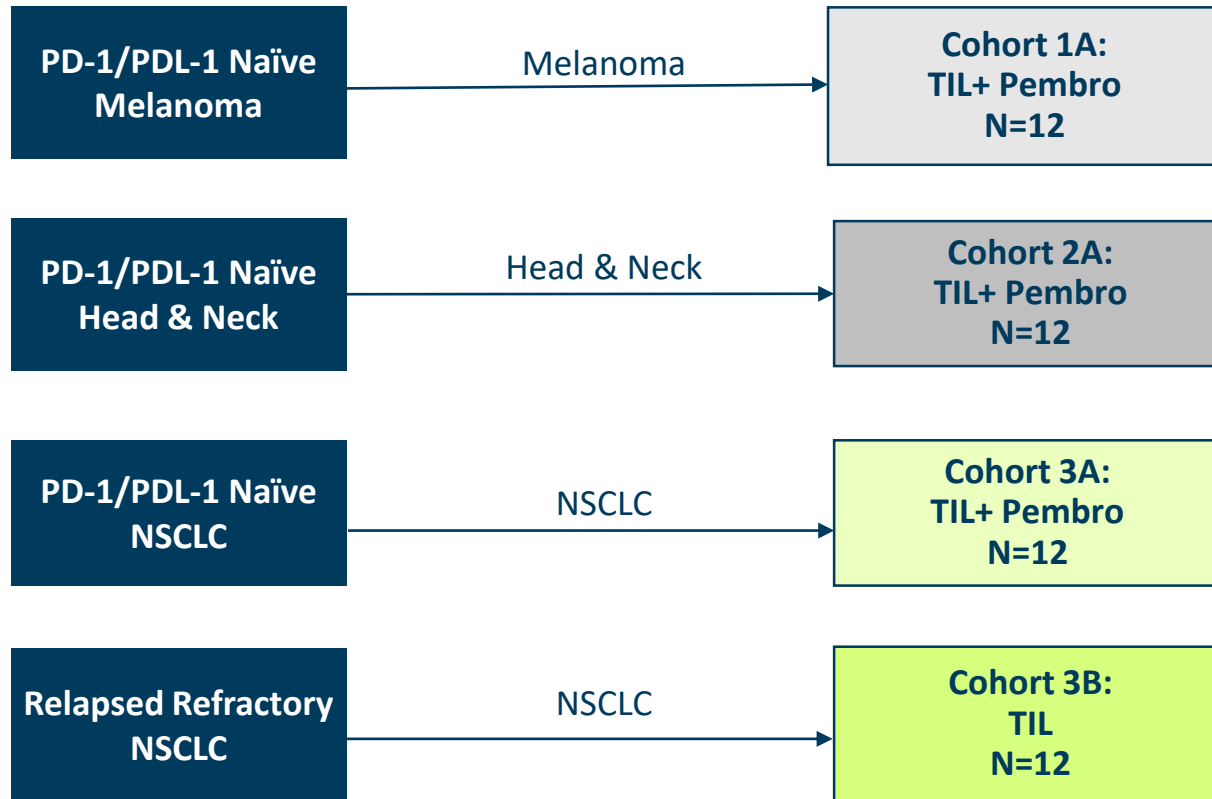 PD-1/PDL-1 Naïve
Melanoma
Melanoma
Cohort 1A:
TIL+ Pembro
N=12
PD-1/PDL-1 Naïve
Head & Neck
Head & Neck
Cohort 2A:
TIL+ Pembro
N=12
PD-1/PDL-1 Naïve
NSCLC
NSCLC
Cohort 3A:
TIL+ Pembro
N=12
Relapsed Refractory
NSCLC
NSCLC
Cohort 3B:
TIL
N=12